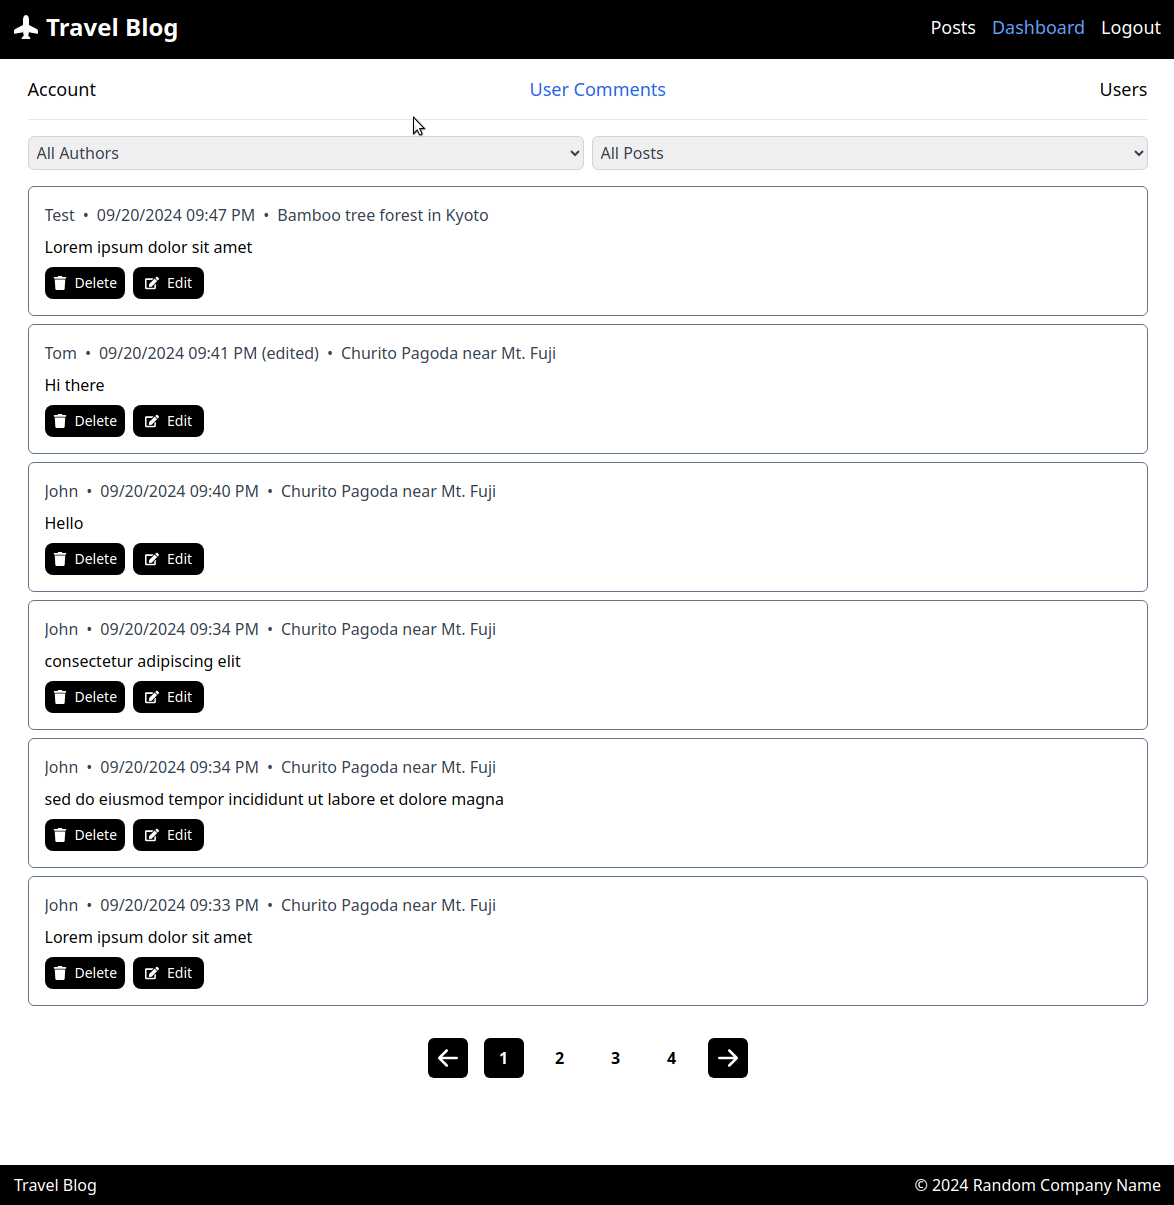 Travel Blog
Posts Dashboard Logout
Account User Comments Users
All Authors All Posts
Test • 09/20/2024 09:47 PM • Bamboo tree forest in Kyoto
Lorem ipsum dolor sit amet
Delete Edit
Tom • 09/20/2024 09:41 PM (edited) • Churito Pagoda near Mt. Fuji
Hi there
Delete Edit
John • 09/20/2024 09:40 PM • Churito Pagoda near Mt. Fuji
Hello
Delete Edit
John • 09/20/2024 09:34 PM • Churito Pagoda near Mt. Fuji
consectetur adipiscing elit
Delete Edit
John • 09/20/2024 09:34 PM • Churito Pagoda near Mt. Fuji
sed do eiusmod tempor incididunt ut labore et dolore magna
Delete Edit
John • 09/20/2024 09:33 PM • Churito Pagoda near Mt. Fuji
Lorem ipsum dolor sit amet
Delete Edit
1 2 3 4
Travel Blog © 2024 Random Company Name